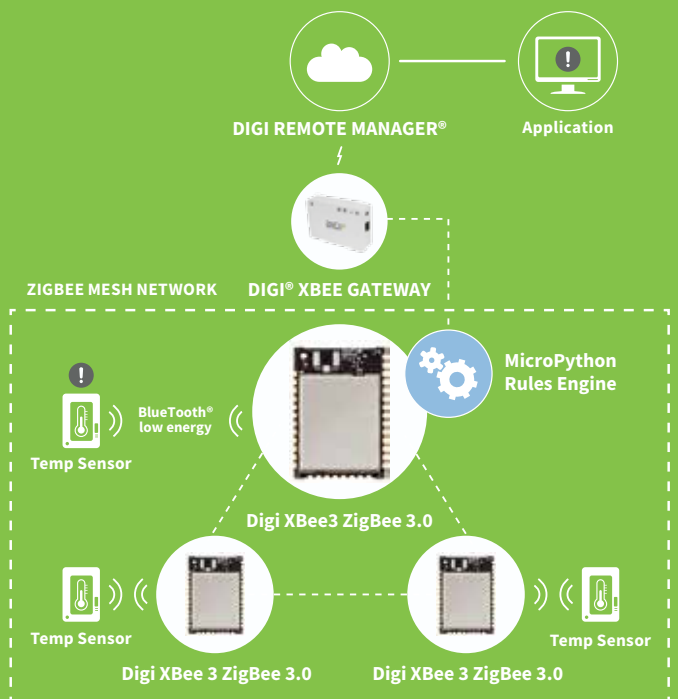 DIGI REMOTE MANAGER®
Application
DIGI
ZIGBEE MESH NETWORK
DIGI® XBEE GATEWAY
MicroPython
Rules Engine
BlueTooth®
low energy
Temp Sensor
Digi XBee3 ZigBee 3.0
Temp Sensor
Temp Sensor
Digi XBee 3 ZigBee 3.0
Digi XBee 3 ZigBee 3.0